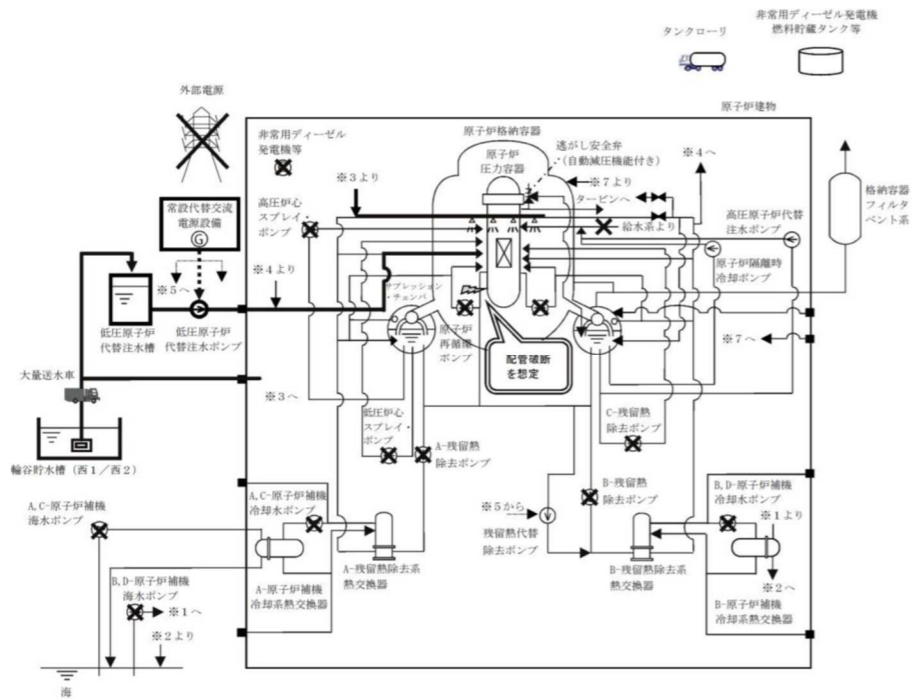 タンクローリ
非常用ディーゼル発電機
燃料貯蔵タンク等
外部電源
原子炉建物
非常用ディーゼル
発電機等
原子炉格納容器
原子炉
圧力容器
逃がし安全弁
(自動減圧機能付き)
※3より
※7より
タービンへ
※4へ
給水系より
高圧炉心
スプレイ・
ポンプ
高圧原子炉代替
注水ポンプ
格納容器
フィルタ
ベント系
常設代替交流
電源設備
G
※5へ
※4より
原子炉隔離時
冷却ポンプ
サプレッション
・チェンバ
低圧原子炉
代替注水槽
低圧原子炉
代替注水ポンプ
原子炉
再循環
ポンプ
配管破断
を想定
※7へ
大量送水車
※3へ
低圧炉心
スプレイ・
ポンプ
A-残留熱
除去ポンプ
C-残留熱
除去ポンプ
輪谷貯水槽(西1/西2)
A,C-原子炉補機
海水ポンプ
A,C-原子炉補機
冷却水ポンプ
※5から
残留熱代替
除去ポンプ
B-残留熱
除去ポンプ
B,D-原子炉補機
冷却水ポンプ
※1より
A-残留熱除去系
熱交換器
B-残留熱除去系
熱交換器
※2へ
B,D-原子炉補機
海水ポンプ
※1へ
A-原子炉補機
冷却系熱交換器
B-原子炉補機
冷却系熱交換器
※2より
海